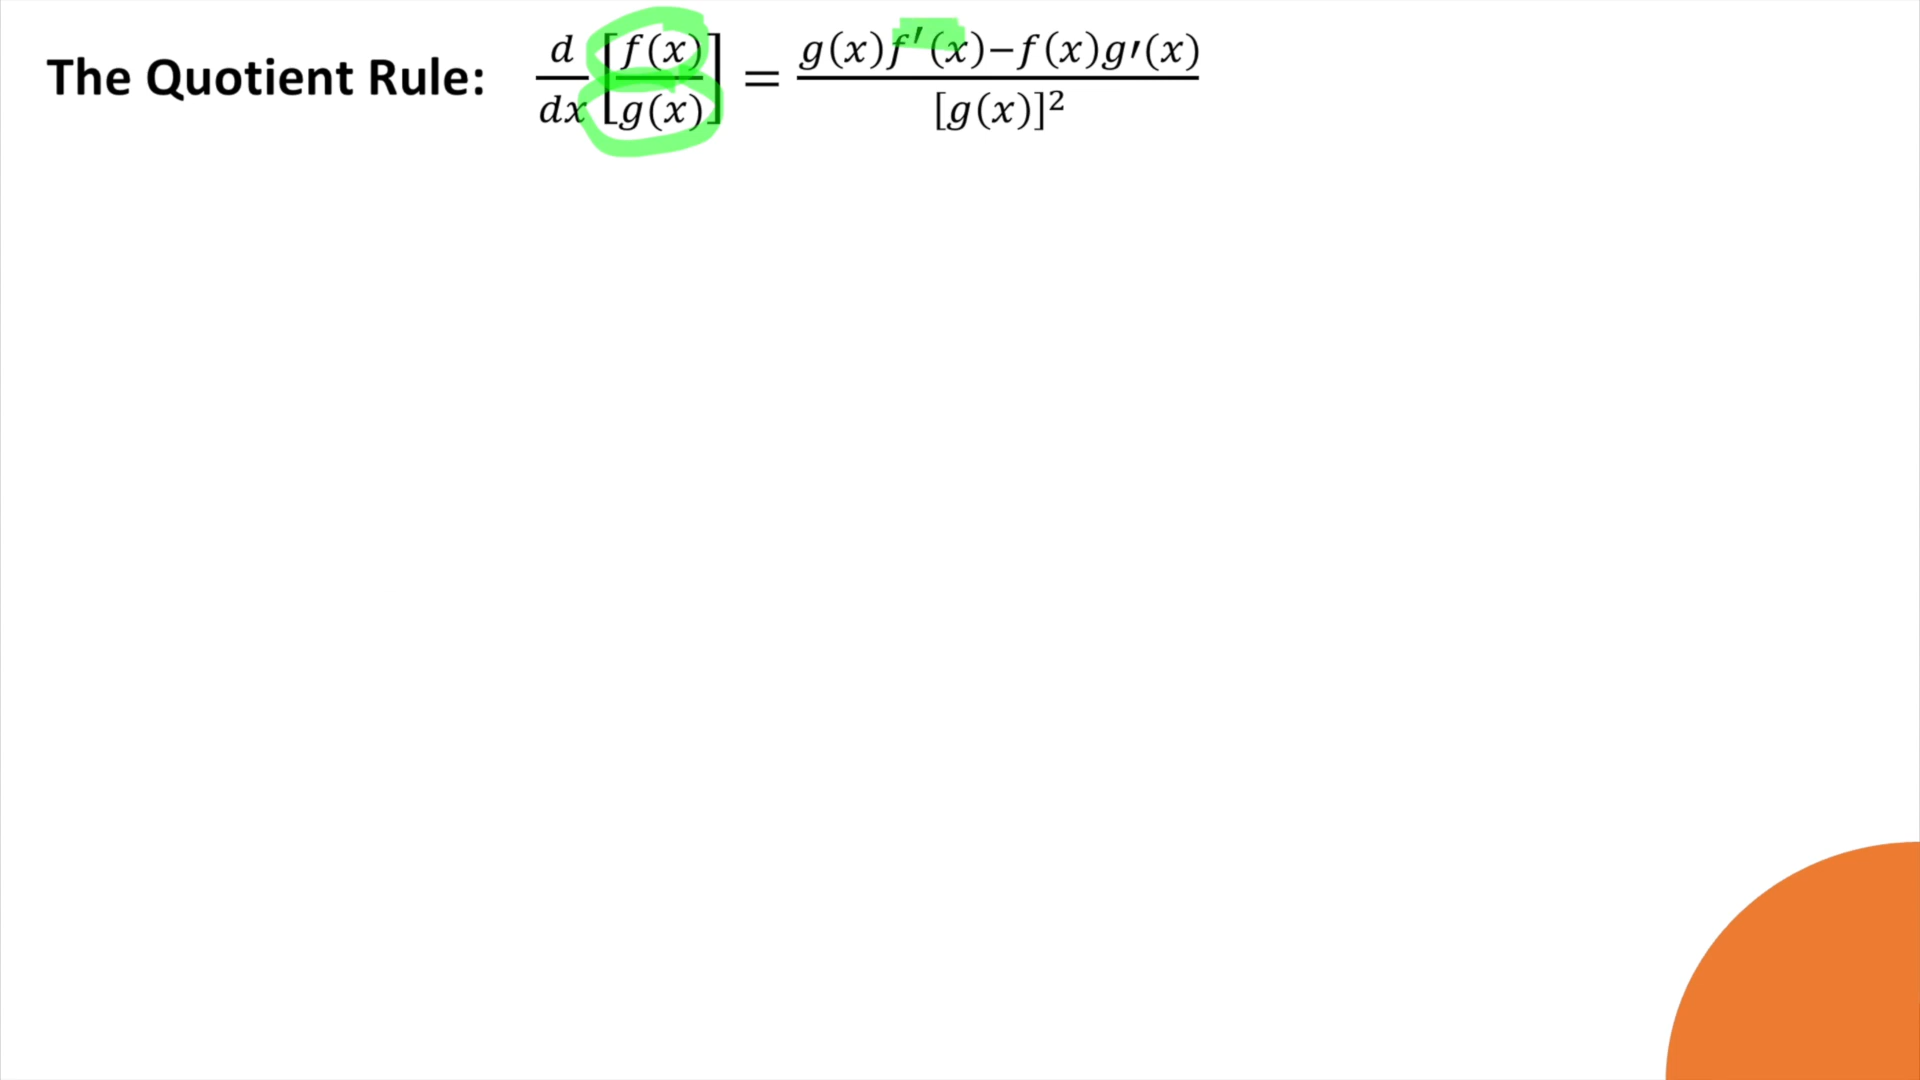 The Quotient Rule: d/dx [f(x)/g(x)] = g(x)f′(x)−f(x)g′(x)/[g(x)]²